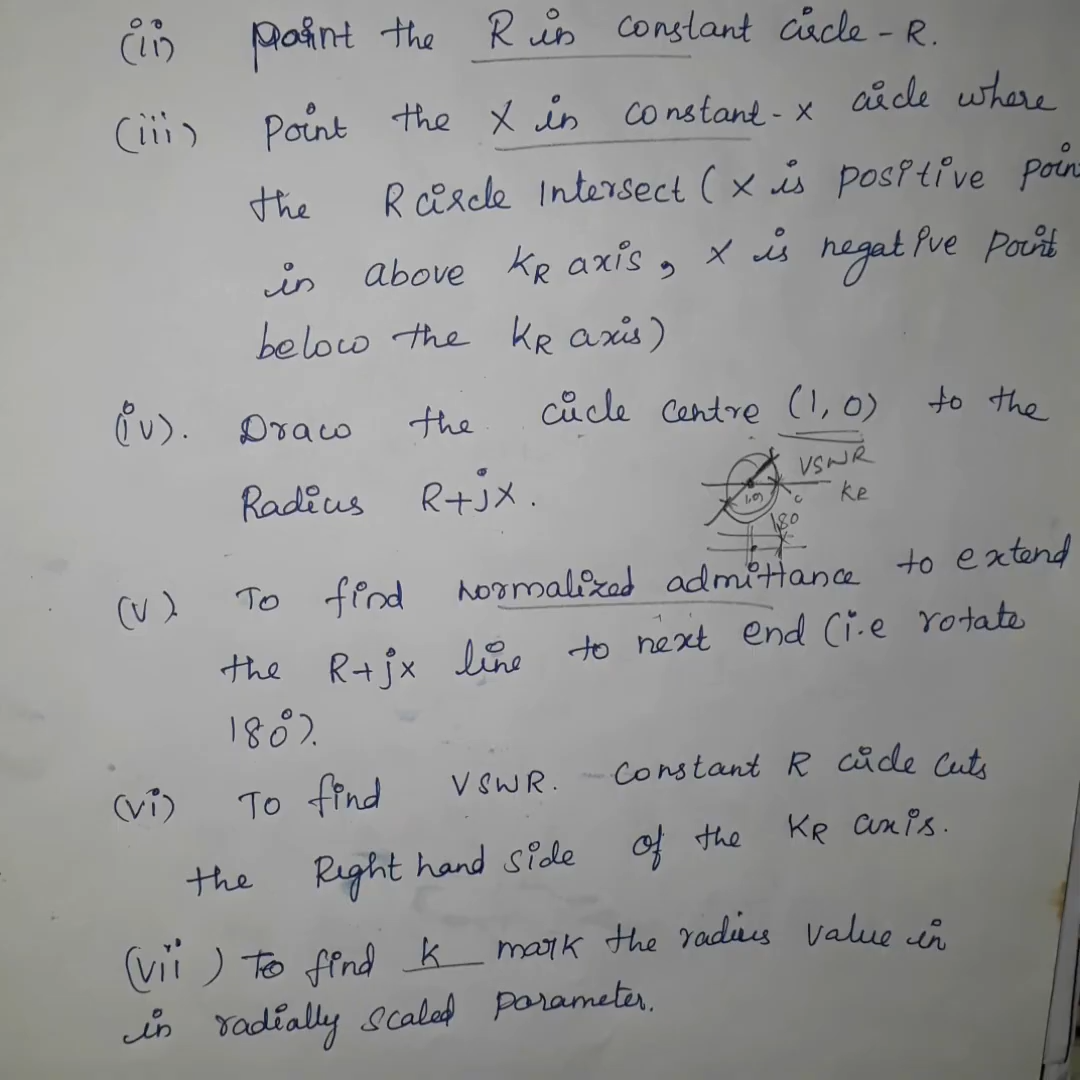 (ii) Point the R in constant circle - R.
(iii) Point the X in constant - x circle where
the R circle Intersect ( x is positive poin
in above KR axis, x is negative Point
below the KR axis)
(iv). Draw the circle centre (1, 0) to the
Radius R+jx.
VSWR
KR
180
(v). To find normalized admittance to extend
the R+jx line to next end (i.e rotate
180°).
(vi) To find VSWR. - constant R circle cuts
the Right hand side of the KR axis.
(vii) to find K mark the radius value in
in radially scaled parameter.